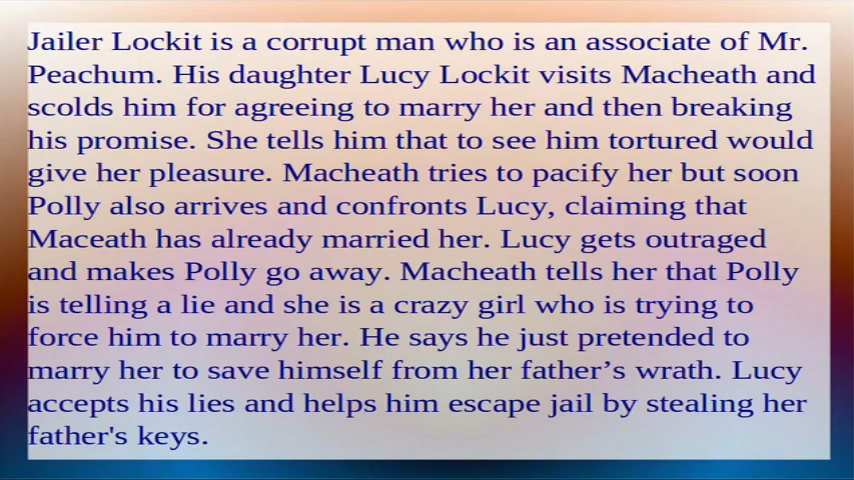 Jailer Lockit is a corrupt man who is an associate of Mr.
Peachum. His daughter Lucy Lockit visits Macheath and
scolds him for agreeing to marry her and then breaking
his promise. She tells him that to see him tortured would
give her pleasure. Macheath tries to pacify her but soon
Polly also arrives and confronts Lucy, claiming that
Maceath has already married her. Lucy gets outraged
and makes Polly go away. Macheath tells her that Polly
is telling a lie and she is a crazy girl who is trying to
force him to marry her. He says he just pretended to
marry her to save himself from her father’s wrath. Lucy
accepts his lies and helps him escape jail by stealing her
father's keys.